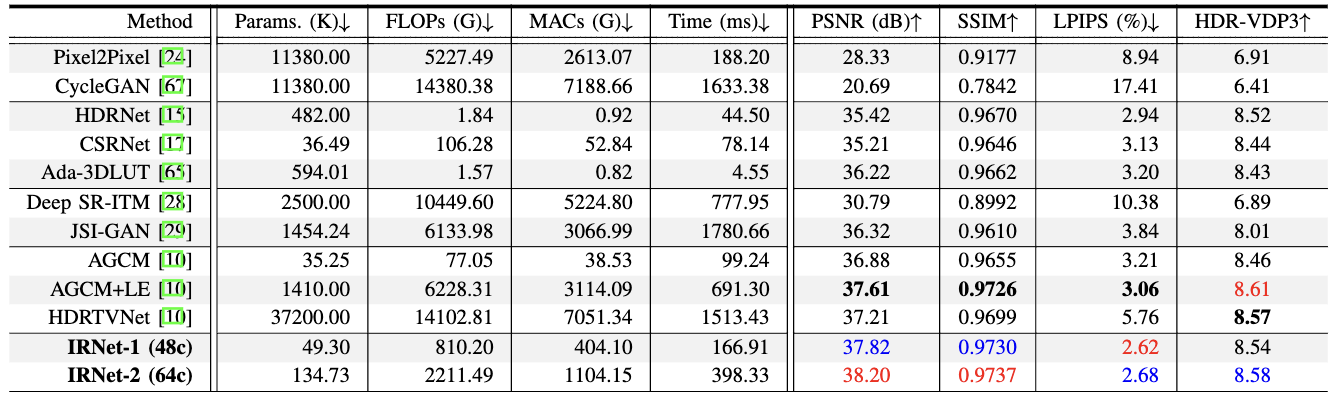 Method Params. (K)↓ FLOPs (G)↓ MACs (G)↓ Time (ms)↓ PSNR (dB)↑ SSIM↑ LPIPS (%)↓ HDR-VDP3↑
Pixel2Pixel [24] 11380.00 5227.49 2613.07 188.20 28.33 0.9177 8.94 6.91
CycleGAN [67] 11380.00 14380.38 7188.66 1633.38 20.69 0.7842 17.41 6.41
HDRNet [15] 482.00 1.84 0.92 44.50 35.42 0.9670 2.94 8.52
CSRNet [17] 36.49 106.28 52.84 78.14 35.21 0.9646 3.13 8.44
Ada-3DLUT [65] 594.01 1.57 0.82 4.55 36.22 0.9662 3.20 8.43
Deep SR-ITM [28] 2500.00 10449.60 5224.80 777.95 30.79 0.8992 10.38 6.89
JSI-GAN [29] 1454.24 6133.98 3066.99 1780.66 36.32 0.9610 3.84 8.01
AGCM [10] 35.25 77.05 38.53 99.24 36.88 0.9655 3.21 8.46
AGCM+LE [10] 1410.00 6228.31 3114.09 691.30 37.61 0.9726 3.06 8.61
HDRTVNet [10] 37200.00 14102.81 7051.34 1513.43 37.21 0.9699 5.76 8.57
IRNet-1 (48c) 49.30 810.20 404.10 166.91 37.82 0.9730 2.62 8.54
IRNet-2 (64c) 134.73 2211.49 1104.15 398.33 38.20 0.9737 2.68 8.58